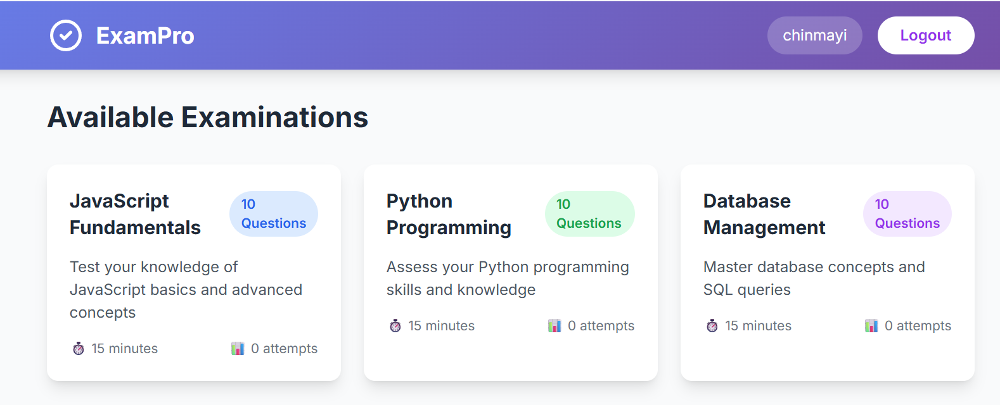 ExamPro
chinmayi
Logout
Available Examinations
JavaScript
Fundamentals
10
Questions
Test your knowledge of
JavaScript basics and advanced
concepts
15 minutes
0 attempts
Python
Programming
10
Questions
Assess your Python programming
skills and knowledge
15 minutes
0 attempts
Database
Management
10
Questions
Master database concepts and
SQL queries
15 minutes
0 attempts